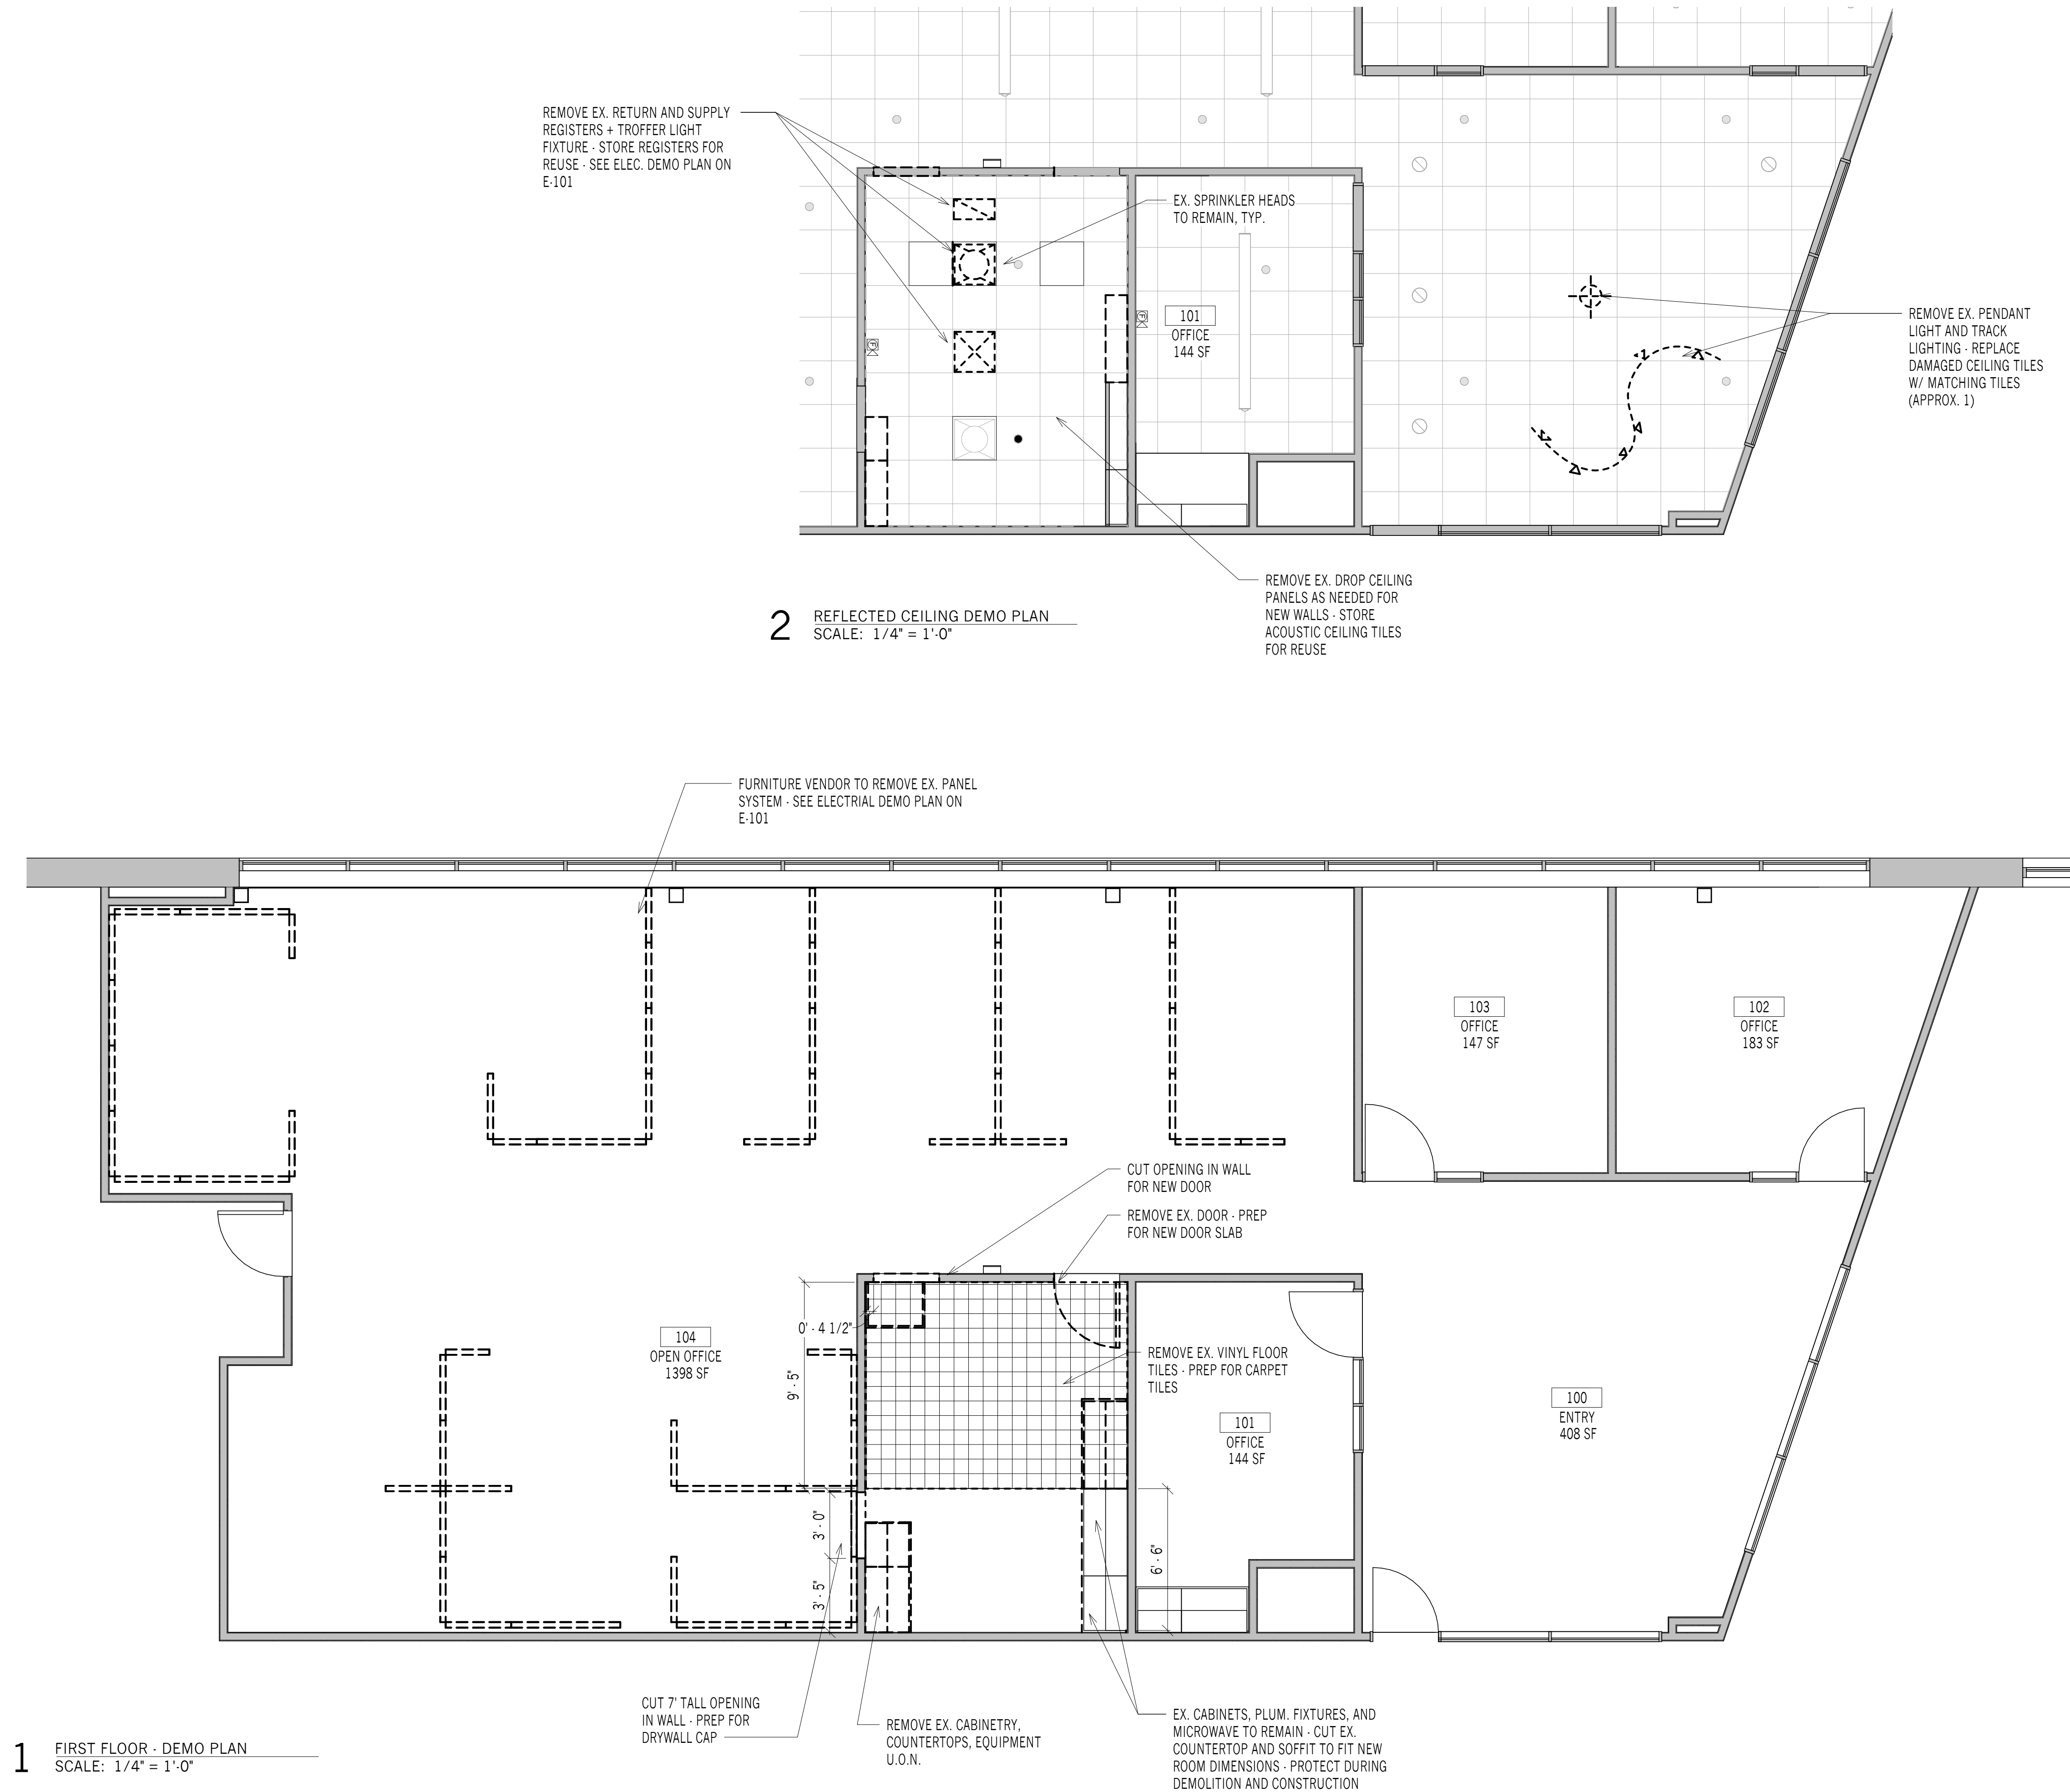 REMOVE EX. RETURN AND SUPPLY
REGISTERS + TROFFER LIGHT
FIXTURE - STORE REGISTERS FOR
REUSE - SEE ELEC. DEMO PLAN ON
E-101
EX. SPRINKLER HEADS
TO REMAIN, TYP.
101
OFFICE
144 SF
REMOVE EX. PENDANT
LIGHT AND TRACK
LIGHTING - REPLACE
DAMAGED CEILING TILES
W/ MATCHING TILES
(APPROX. 1)
F
F
REMOVE EX. DROP CEILING
PANELS AS NEEDED FOR
NEW WALLS - STORE
ACOUSTIC CEILING TILES
FOR REUSE
2
REFLECTED CEILING DEMO PLAN
SCALE: 1/4" = 1'-0"
FURNITURE VENDOR TO REMOVE EX. PANEL
SYSTEM - SEE ELECTRIAL DEMO PLAN ON
E-101
103
OFFICE
147 SF
102
OFFICE
183 SF
CUT OPENING IN WALL
FOR NEW DOOR
REMOVE EX. DOOR - PREP
FOR NEW DOOR SLAB
0' - 4 1/2"
104
OPEN OFFICE
1398 SF
9' - 5"
REMOVE EX. VINYL FLOOR
TILES - PREP FOR CARPET
TILES
101
OFFICE
144 SF
100
ENTRY
408 SF
3' - 0"
3' - 5"
6' - 6"
CUT 7' TALL OPENING
IN WALL - PREP FOR
DRYWALL CAP
REMOVE EX. CABINETRY,
COUNTERTOPS, EQUIPMENT
U.O.N.
EX. CABINETS, PLUM. FIXTURES, AND
MICROWAVE TO REMAIN - CUT EX.
COUNTERTOP AND SOFFIT TO FIT NEW
ROOM DIMENSIONS - PROTECT DURING
DEMOLITION AND CONSTRUCTION
1
FIRST FLOOR - DEMO PLAN
SCALE: 1/4" = 1'-0"